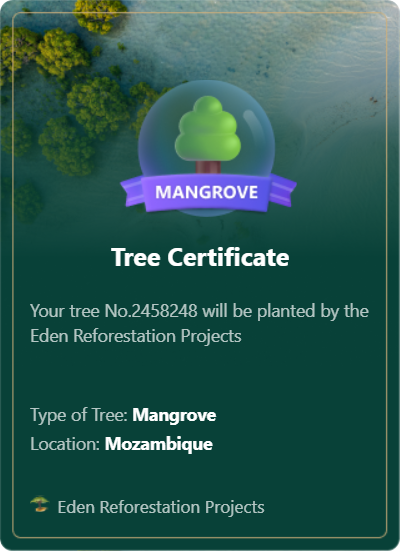 MANGROVE
Tree Certificate
Your tree No.2458248 will be planted by the
Eden Reforestation Projects
Type of Tree: Mangrove
Location: Mozambique
Eden Reforestation Projects